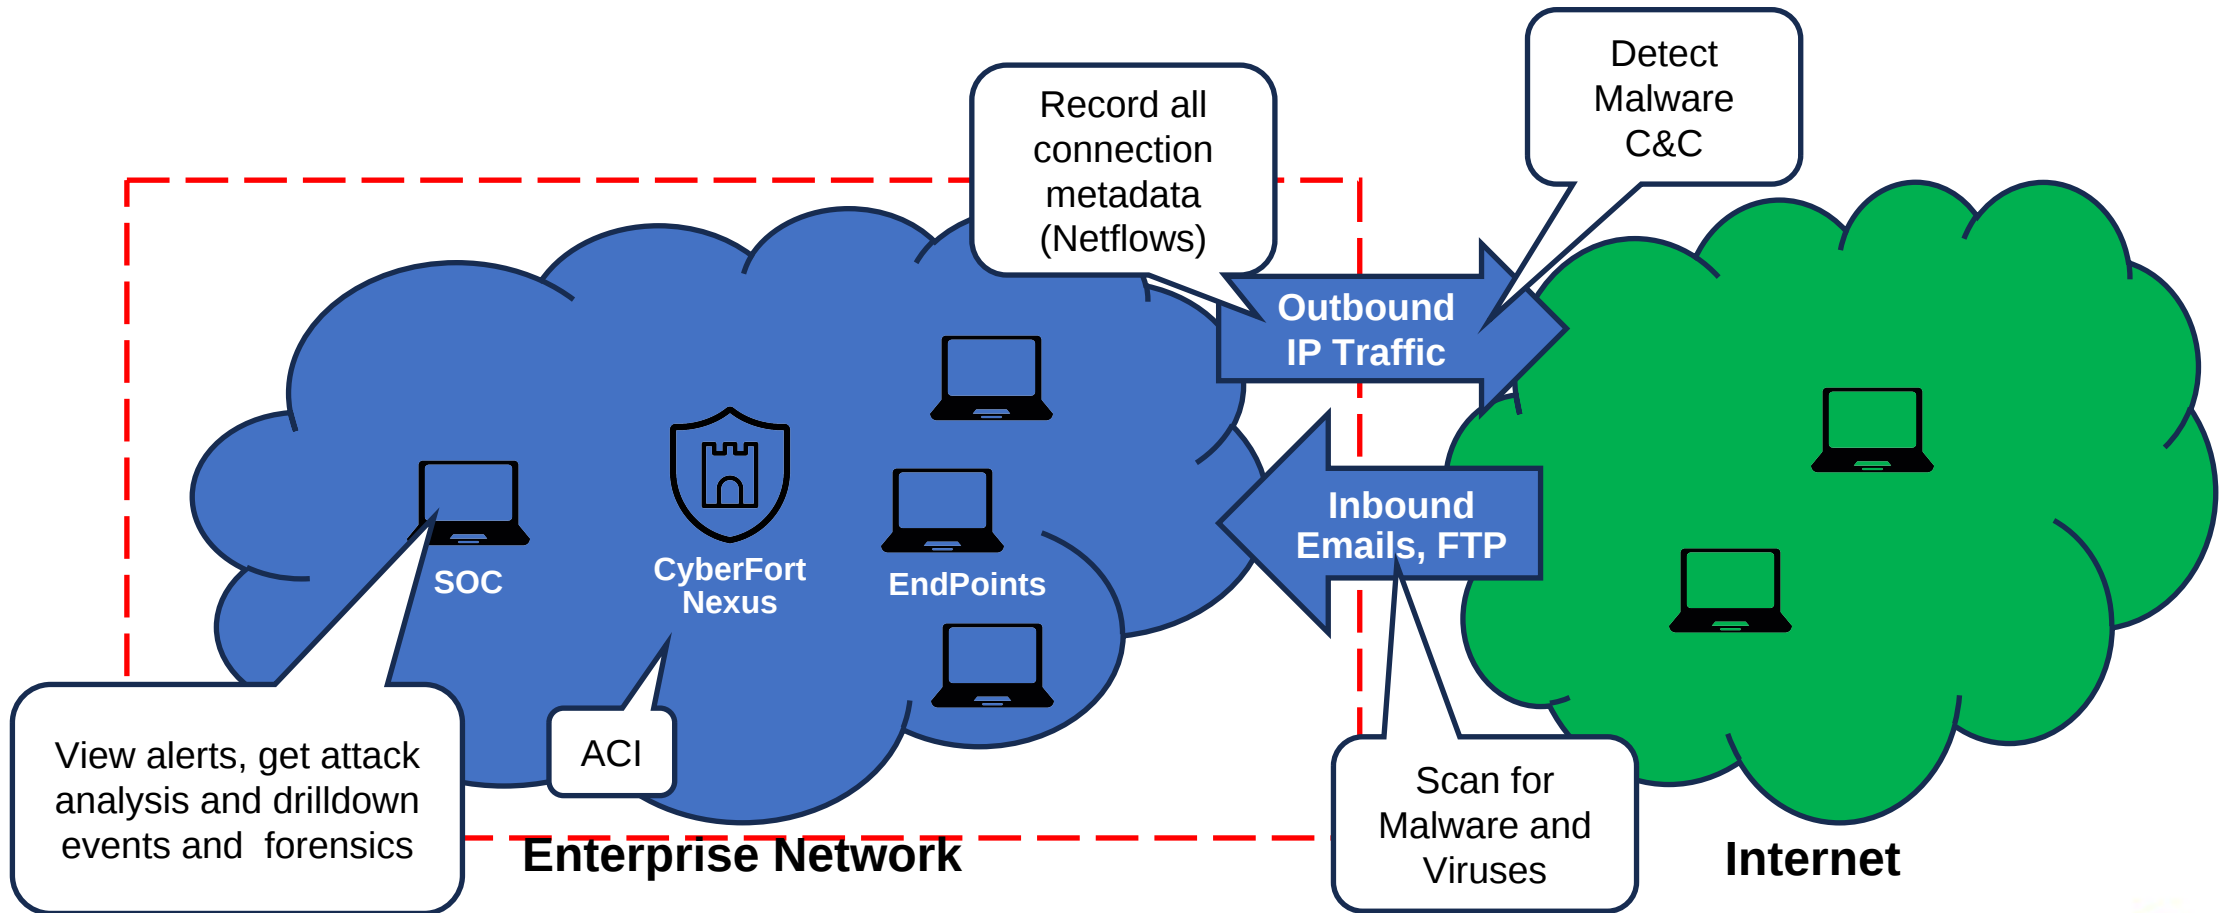 Detect
Malware
C&C
Record all
connection
metadata
(Netflows)
Outbound
IP Traffic
Inbound
Emails, FTP
SOC
CyberFort
Nexus
EndPoints
View alerts, get attack
analysis and drilldown
events and  forensics
ACI
Scan for
Malware and
Viruses
Enterprise Network
Internet